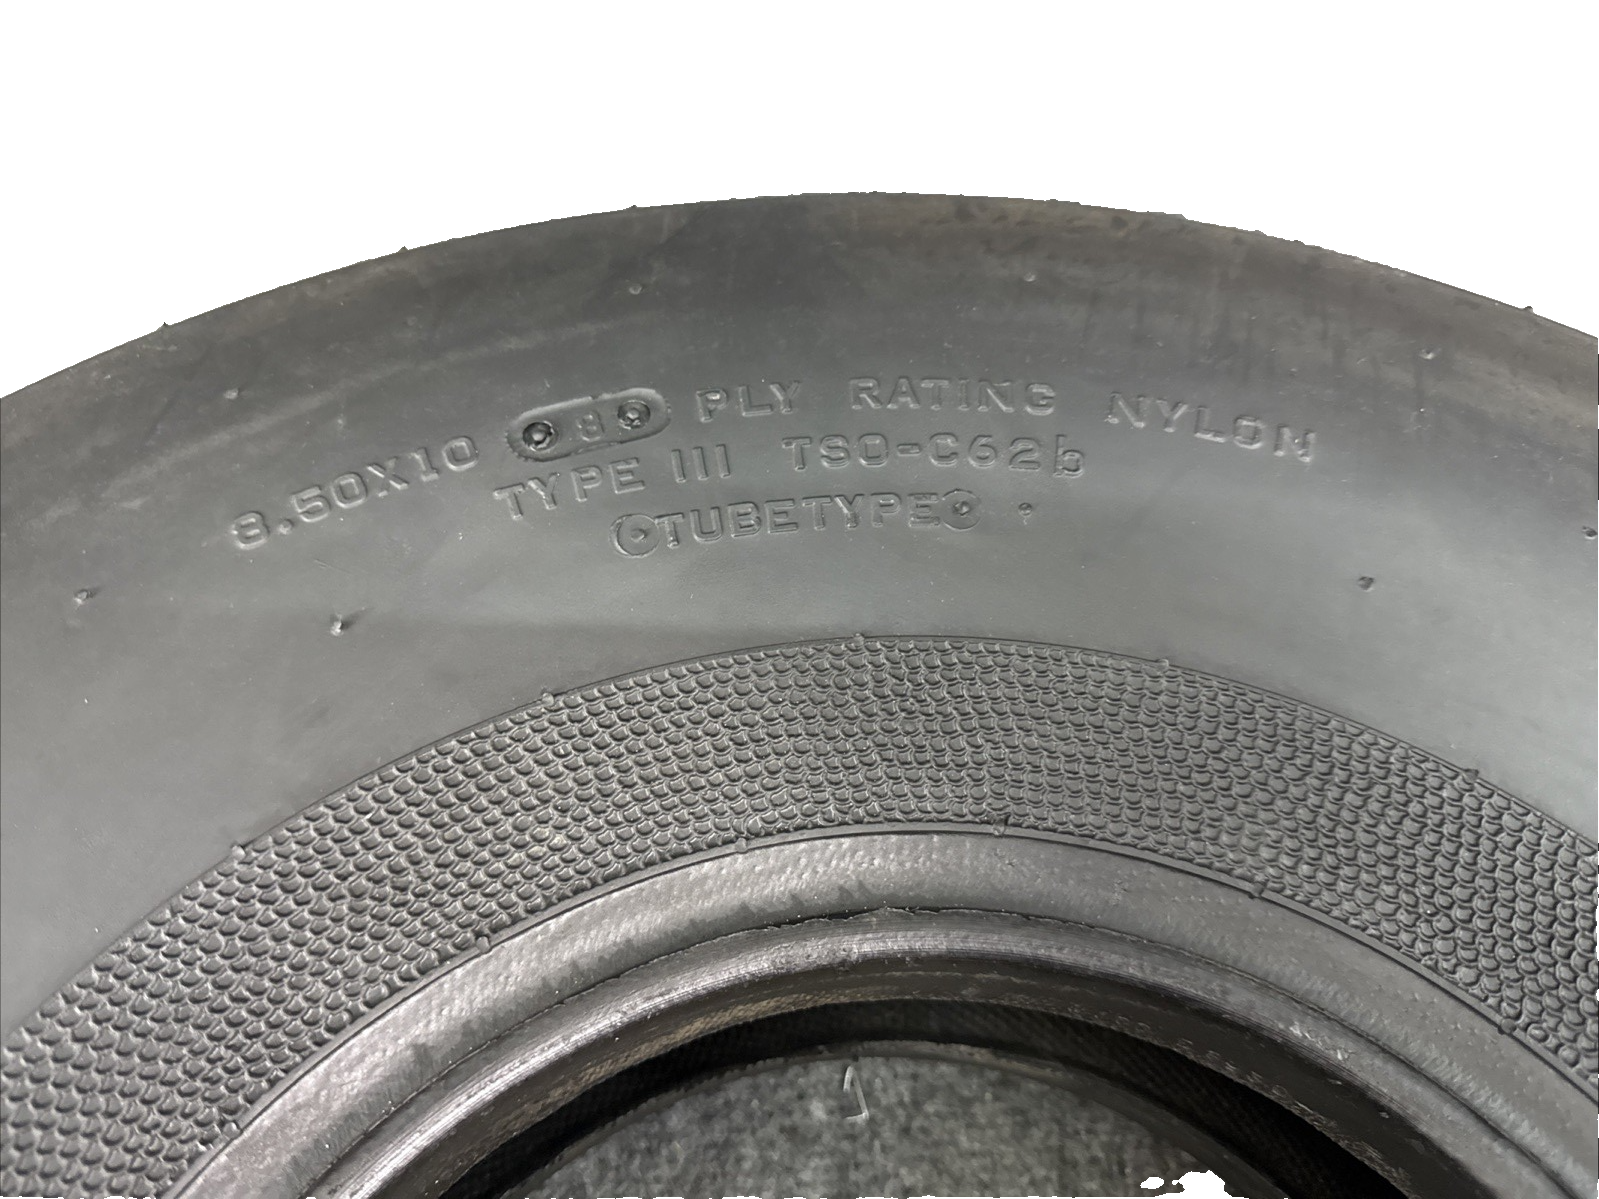 8.50X10 8 PLY RATING NYLON
TYPE III TSO-C62b
TUBETYPE